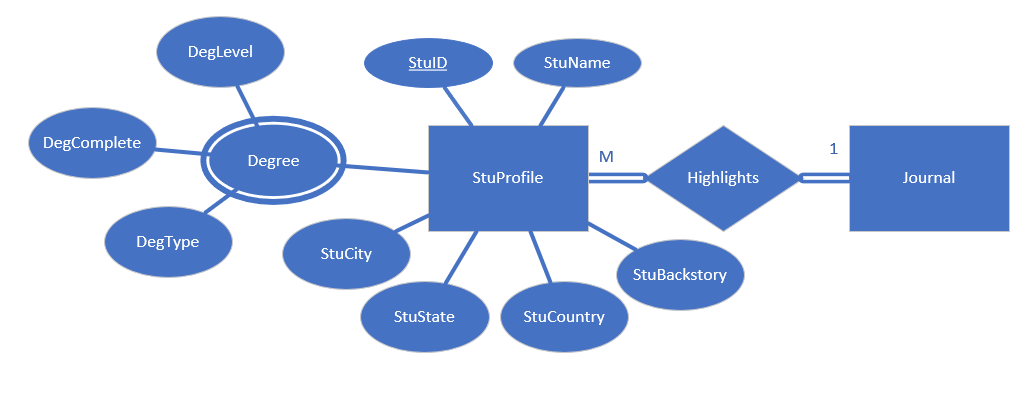 DegLevel
StuID
StuName
DegComplete
Degree
StuProfile
M
Highlights
1
Journal
DegType
StuCity
StuBackstory
StuState
StuCountry